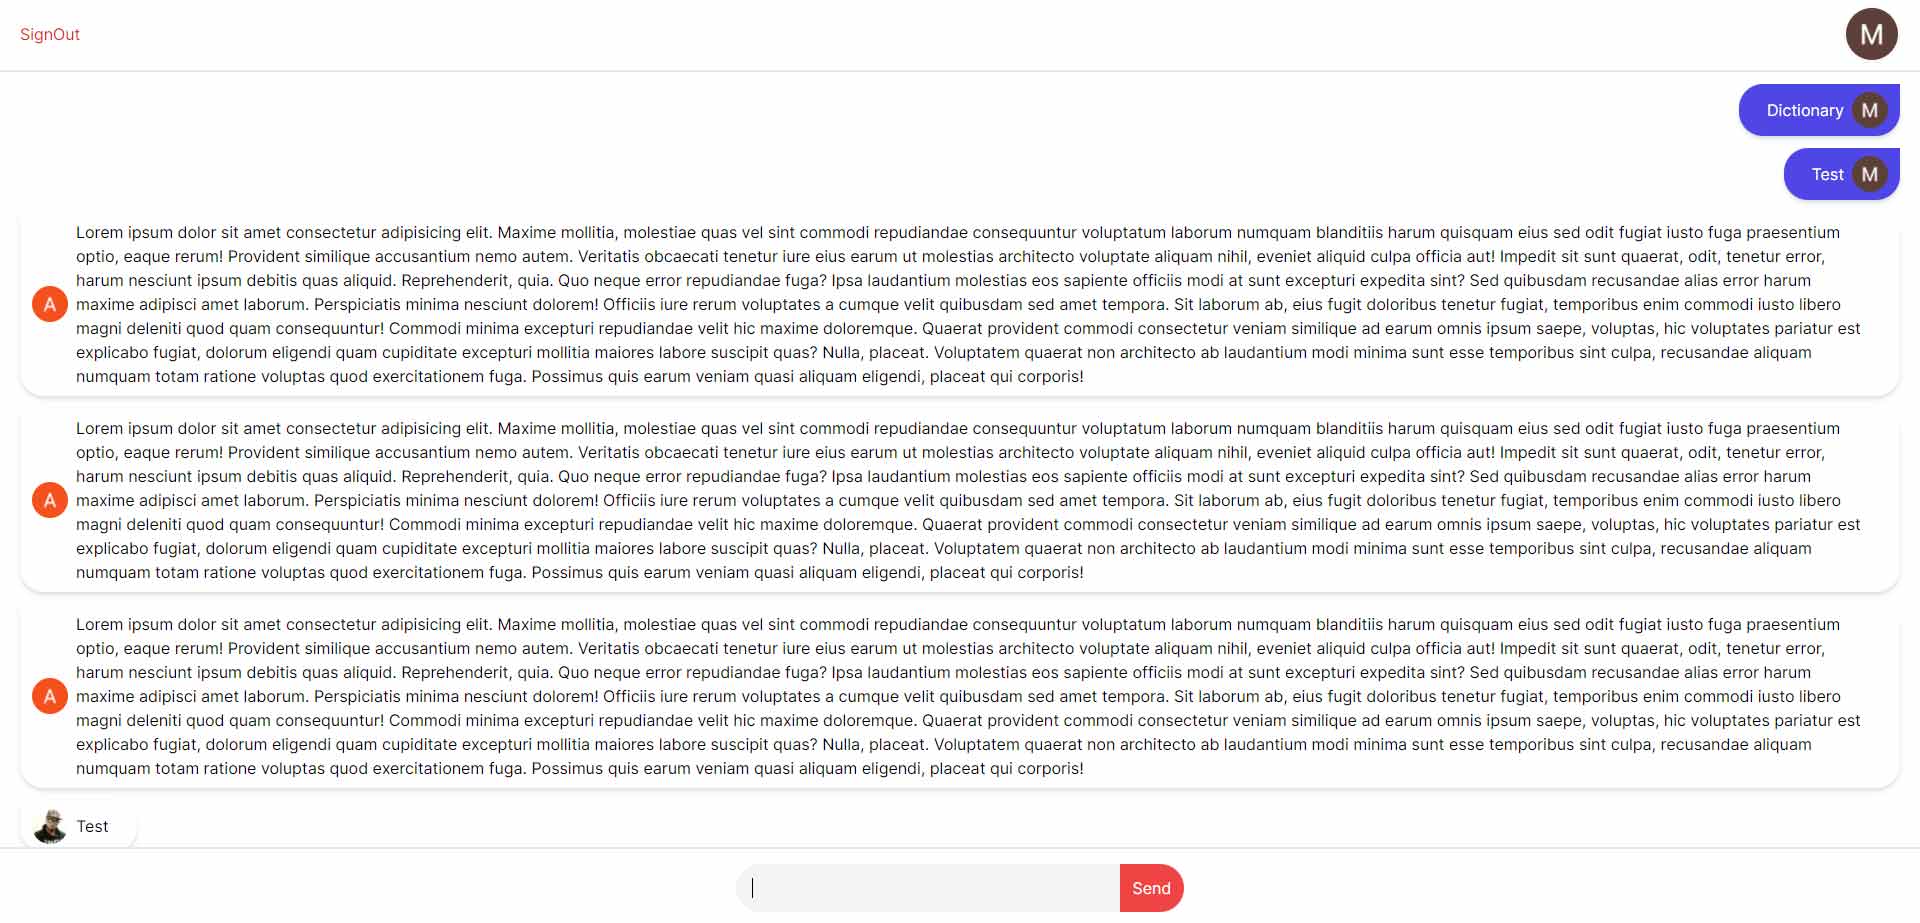 SignOut
M
Dictionary M
Test M
Lorem ipsum dolor sit amet consectetur adipisicing elit. Maxime mollitia, molestiae quas vel sint commodi repudiandae consequuntur voluptatum laborum numquam blanditiis harum quisquam eius sed odit fugiat iusto fuga praesentium
optio, eaque rerum! Provident similique accusantium nemo autem. Veritatis obcaecati tenetur iure eius earum ut molestias architecto voluptate aliquam nihil, eveniet aliquid culpa officia aut! Impedit sit sunt quaerat, odit, tenetur error,
harum nesciunt ipsum debitis quas aliquid. Reprehenderit, quia. Quo neque error repudiandae fuga? Ipsa laudantium molestias eos sapiente officiis modi at sunt excepturi expedita sint? Sed quibusdam recusandae alias error harum
A maxime adipisci amet laborum. Perspiciatis minima nesciunt dolorem! Officiis iure rerum voluptates a cumque velit quibusdam sed amet tempora. Sit laborum ab, eius fugit doloribus tenetur fugiat, temporibus enim commodi iusto libero
magni deleniti quod quam consequuntur! Commodi minima excepturi repudiandae velit hic maxime doloremque. Quaerat provident commodi consectetur veniam similique ad earum omnis ipsum saepe, voluptas, hic voluptates pariatur est
explicabo fugiat, dolorum eligendi quam cupiditate excepturi mollitia maiores labore suscipit quas? Nulla, placeat. Voluptatem quaerat non architecto ab laudantium modi minima sunt esse temporibus sint culpa, recusandae aliquam
numquam totam ratione voluptas quod exercitationem fuga. Possimus quis earum veniam quasi aliquam eligendi, placeat qui corporis!
Lorem ipsum dolor sit amet consectetur adipisicing elit. Maxime mollitia, molestiae quas vel sint commodi repudiandae consequuntur voluptatum laborum numquam blanditiis harum quisquam eius sed odit fugiat iusto fuga praesentium
optio, eaque rerum! Provident similique accusantium nemo autem. Veritatis obcaecati tenetur iure eius earum ut molestias architecto voluptate aliquam nihil, eveniet aliquid culpa officia aut! Impedit sit sunt quaerat, odit, tenetur error,
harum nesciunt ipsum debitis quas aliquid. Reprehenderit, quia. Quo neque error repudiandae fuga? Ipsa laudantium molestias eos sapiente officiis modi at sunt excepturi expedita sint? Sed quibusdam recusandae alias error harum
A maxime adipisci amet laborum. Perspiciatis minima nesciunt dolorem! Officiis iure rerum voluptates a cumque velit quibusdam sed amet tempora. Sit laborum ab, eius fugit doloribus tenetur fugiat, temporibus enim commodi iusto libero
magni deleniti quod quam consequuntur! Commodi minima excepturi repudiandae velit hic maxime doloremque. Quaerat provident commodi consectetur veniam similique ad earum omnis ipsum saepe, voluptas, hic voluptates pariatur est
explicabo fugiat, dolorum eligendi quam cupiditate excepturi mollitia maiores labore suscipit quas? Nulla, placeat. Voluptatem quaerat non architecto ab laudantium modi minima sunt esse temporibus sint culpa, recusandae aliquam
numquam totam ratione voluptas quod exercitationem fuga. Possimus quis earum veniam quasi aliquam eligendi, placeat qui corporis!
Lorem ipsum dolor sit amet consectetur adipisicing elit. Maxime mollitia, molestiae quas vel sint commodi repudiandae consequuntur voluptatum laborum numquam blanditiis harum quisquam eius sed odit fugiat iusto fuga praesentium
optio, eaque rerum! Provident similique accusantium nemo autem. Veritatis obcaecati tenetur iure eius earum ut molestias architecto voluptate aliquam nihil, eveniet aliquid culpa officia aut! Impedit sit sunt quaerat, odit, tenetur error,
harum nesciunt ipsum debitis quas aliquid. Reprehenderit, quia. Quo neque error repudiandae fuga? Ipsa laudantium molestias eos sapiente officiis modi at sunt excepturi expedita sint? Sed quibusdam recusandae alias error harum
A maxime adipisci amet laborum. Perspiciatis minima nesciunt dolorem! Officiis iure rerum voluptates a cumque velit quibusdam sed amet tempora. Sit laborum ab, eius fugit doloribus tenetur fugiat, temporibus enim commodi iusto libero
magni deleniti quod quam consequuntur! Commodi minima excepturi repudiandae velit hic maxime doloremque. Quaerat provident commodi consectetur veniam similique ad earum omnis ipsum saepe, voluptas, hic voluptates pariatur est
explicabo fugiat, dolorum eligendi quam cupiditate excepturi mollitia maiores labore suscipit quas? Nulla, placeat. Voluptatem quaerat non architecto ab laudantium modi minima sunt esse temporibus sint culpa, recusandae aliquam
numquam totam ratione voluptas quod exercitationem fuga. Possimus quis earum veniam quasi aliquam eligendi, placeat qui corporis!
Test
Send